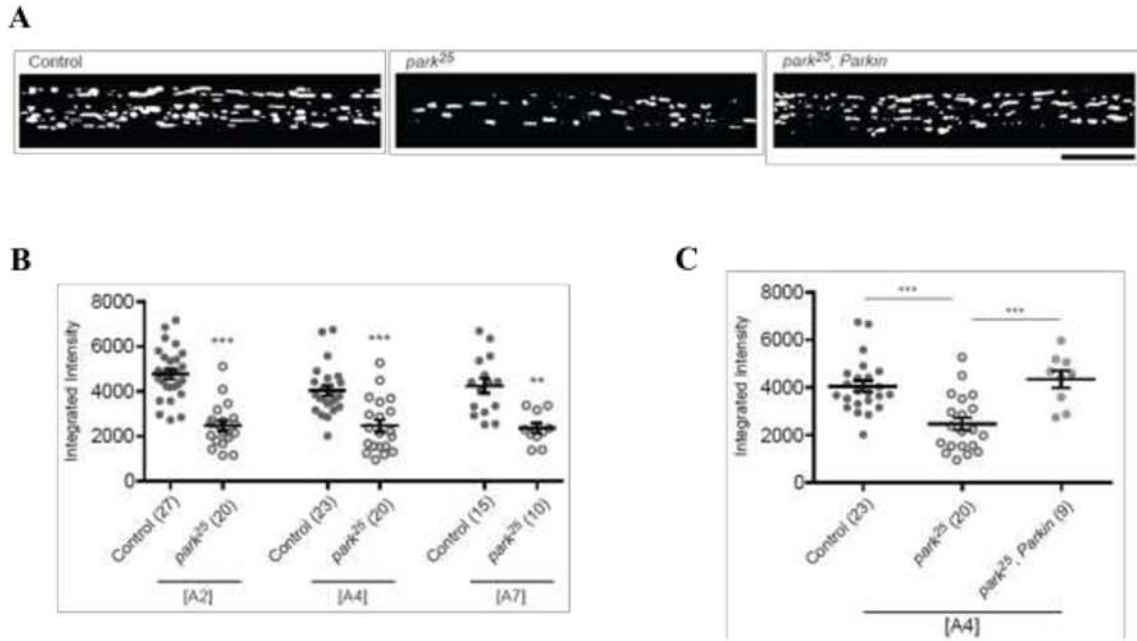 A
Control
park25
park25, Parkin
B
8000
6000
4000
2000
0
Integrated Intensity
***
***
**
Control (27)
park25 (20)
Control (23)
park25 (20)
Control (15)
park25 (10)
[A2]
[A4]
[A7]
C
8000
6000
4000
2000
0
Integrated Intensity
***
***
Control (23)
park25 (20)
park25, Parkin (9)
[A4]